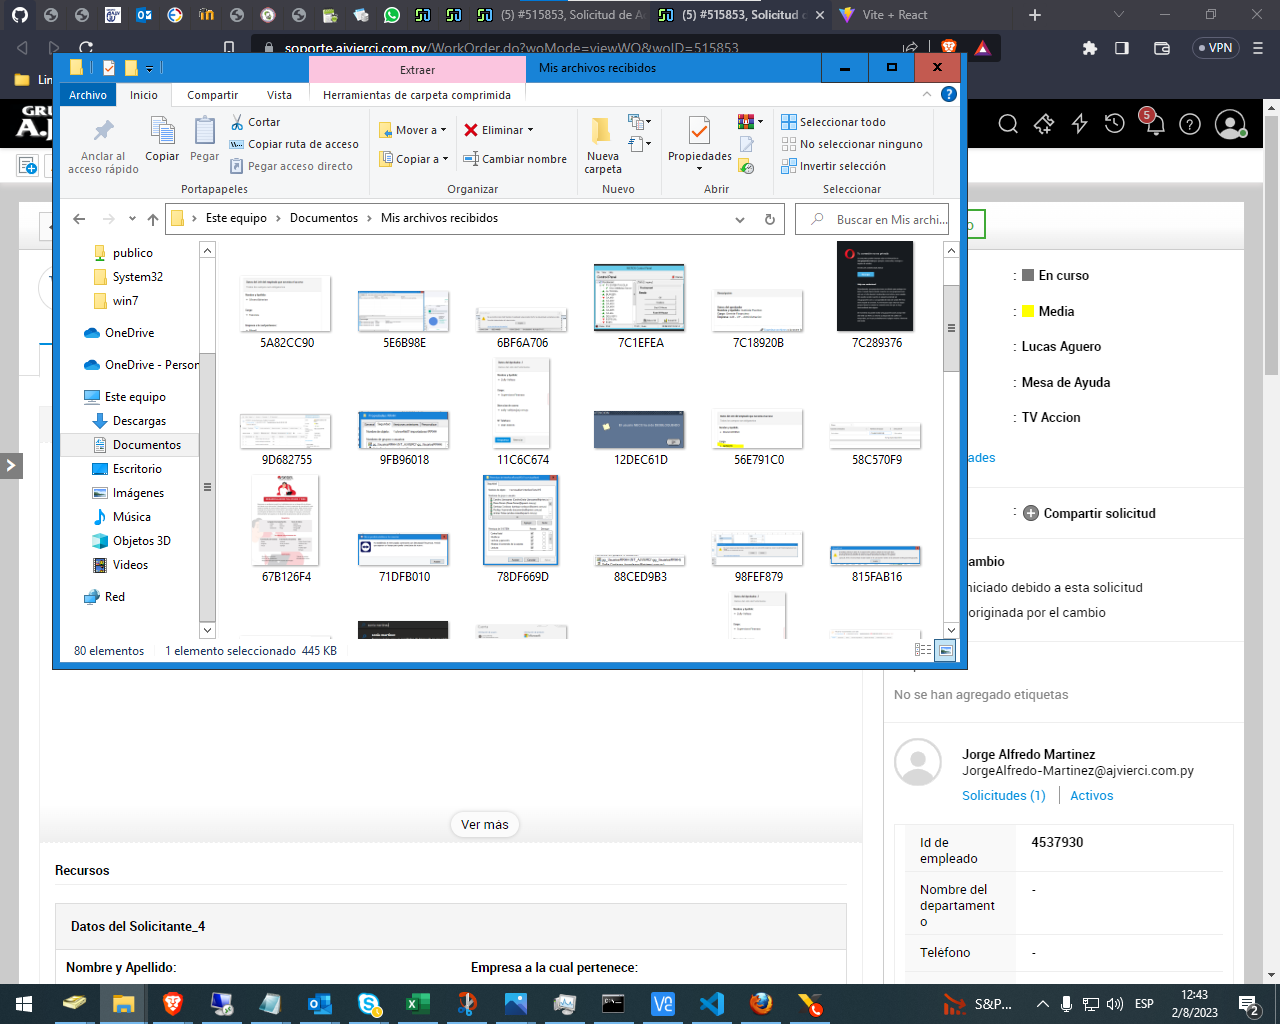 (5) #515853, Solicitud de A
(5) #515853, Solicitud d
Vite + React
soporte.ajvierci.com.py/WorkOrder.do?woMode=viewWO&woID=515853
VPN
Extraer
Mis archivos recibidos
Archivo
Inicio
Compartir
Vista
Herramientas de carpeta comprimida
Anclar al acceso rápido
Copiar
Pegar
Cortar
Copiar ruta de acceso
Pegar acceso directo
Portapapeles
Mover a
Copiar a
Eliminar
Cambiar nombre
Organizar
Nueva carpeta
Nuevo
Propiedades
Abrir
Seleccionar todo
No seleccionar ninguno
Invertir selección
Seleccionar
Este equipo
Documentos
Mis archivos recibidos
Buscar en Mis archi...
publico
System32
win7
OneDrive
OneDrive - Person
Este equipo
Descargas
Documentos
Escritorio
Imágenes
Música
Objetos 3D
Videos
Red
5A82CC90
5E6B98E
6BF6A706
7C1EFEA
7C18920B
7C289376
9D682755
9FB96018
11C6C674
12DEC61D
56E791C0
58C570F9
67B126F4
71DFB010
78DF669D
88CED9B3
98FEF879
815FAB16
80 elementos
1 elemento seleccionado 445 KB
5
: En curso
: Media
: Lucas Aguero
: Mesa de Ayuda
: TV Accion
ades
: Compartir solicitud
ambio
niciado debido a esta solicitud
originada por el cambio
No se han agregado etiquetas
Jorge Alfredo Martinez
JorgeAlfredo-Martinez@ajvierci.com.py
Solicitudes (1)
Activos
Id de empleado
4537930
Nombre del departamento
-
Teléfono
-
Ver más
Recursos
Datos del Solicitante_4
Nombre y Apellido:
Empresa a la cual pertenece:
S&P...
ESP
12:43
2/8/2023
2